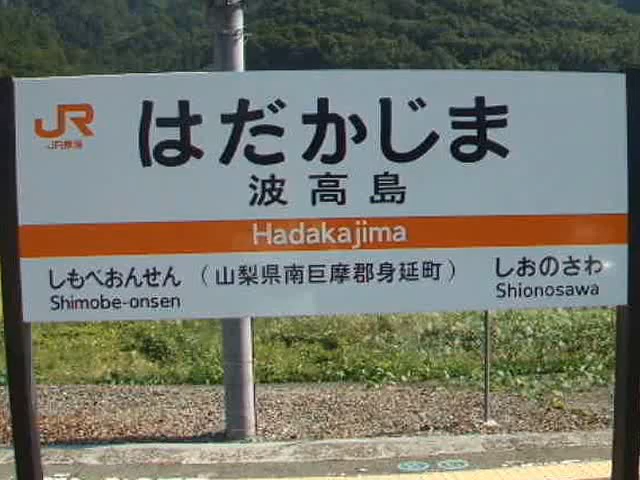 JR
JR東海
はだかじま
波高島
Hadakajima
しもべおんせん
（山梨県南巨摩郡身延町）
しおのさわ
Shimobe-onsen
Shionosawa